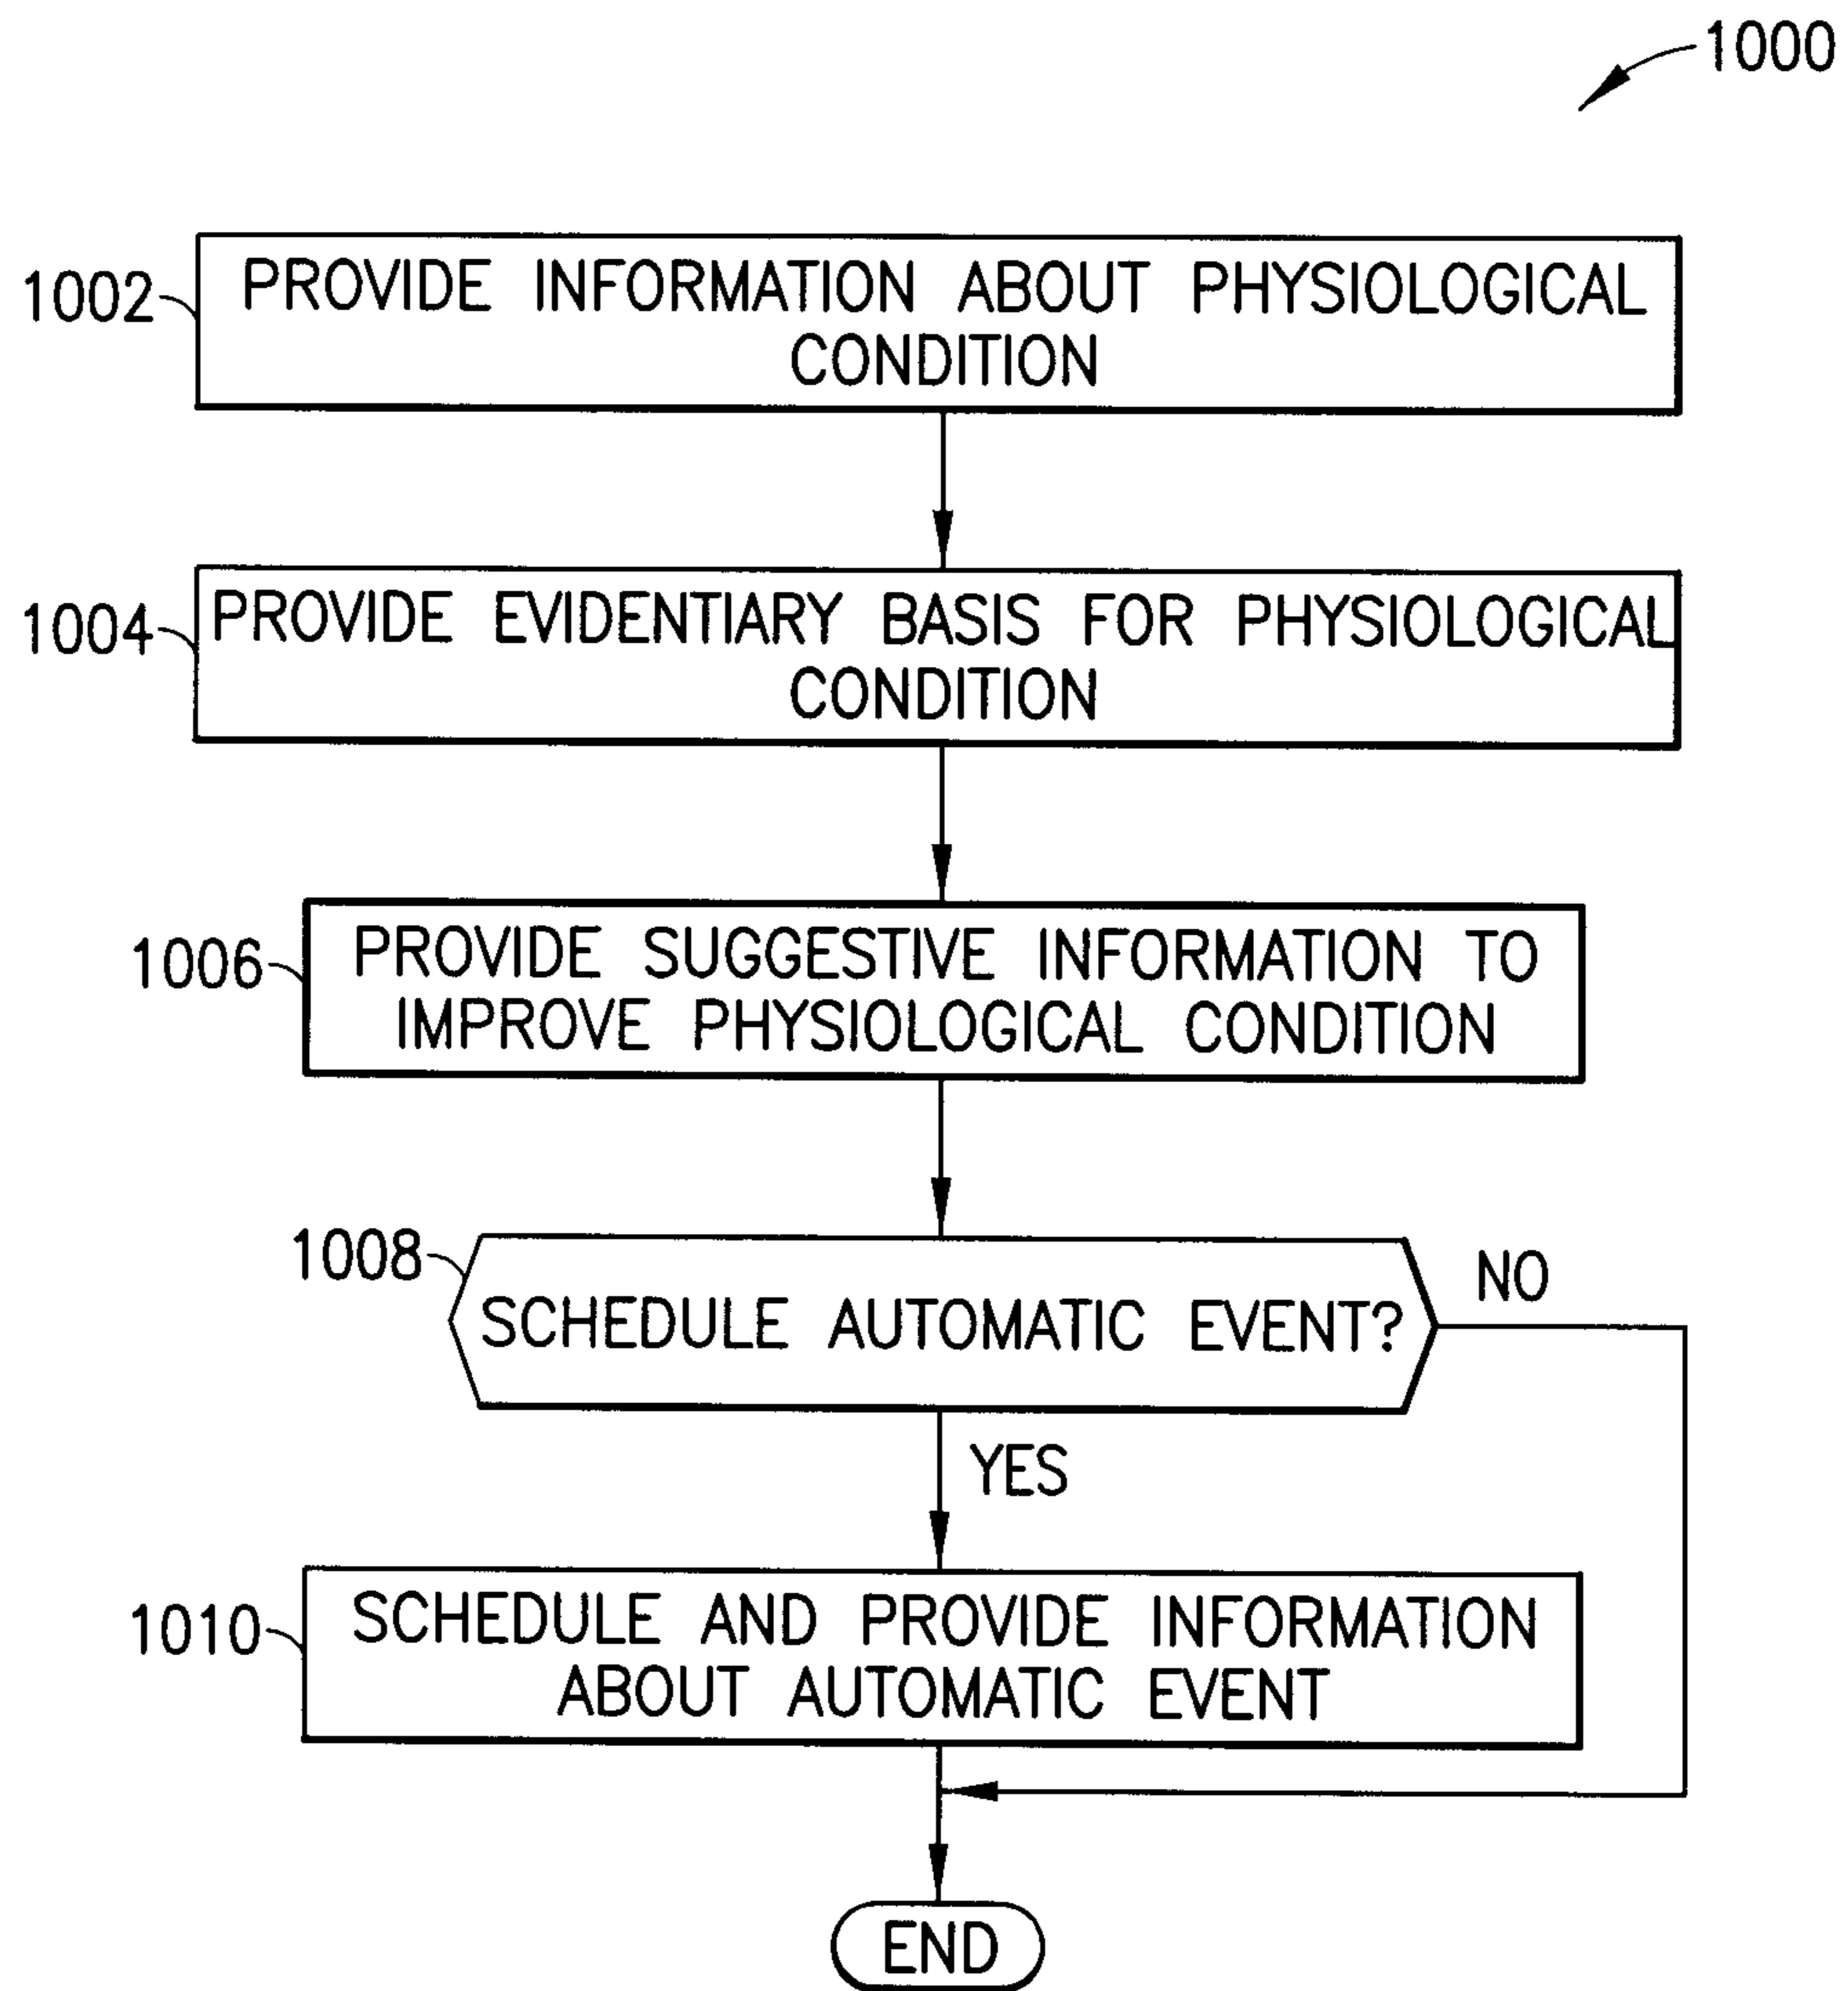 1000
1002
PROVIDE INFORMATION ABOUT PHYSIOLOGICAL
CONDITION
1004
PROVIDE EVIDENTIARY BASIS FOR PHYSIOLOGICAL
CONDITION
1006
PROVIDE SUGGESTIVE INFORMATION TO
IMPROVE PHYSIOLOGICAL CONDITION
1008
SCHEDULE AUTOMATIC EVENT?
NO
YES
1010
SCHEDULE AND PROVIDE INFORMATION
ABOUT AUTOMATIC EVENT
END